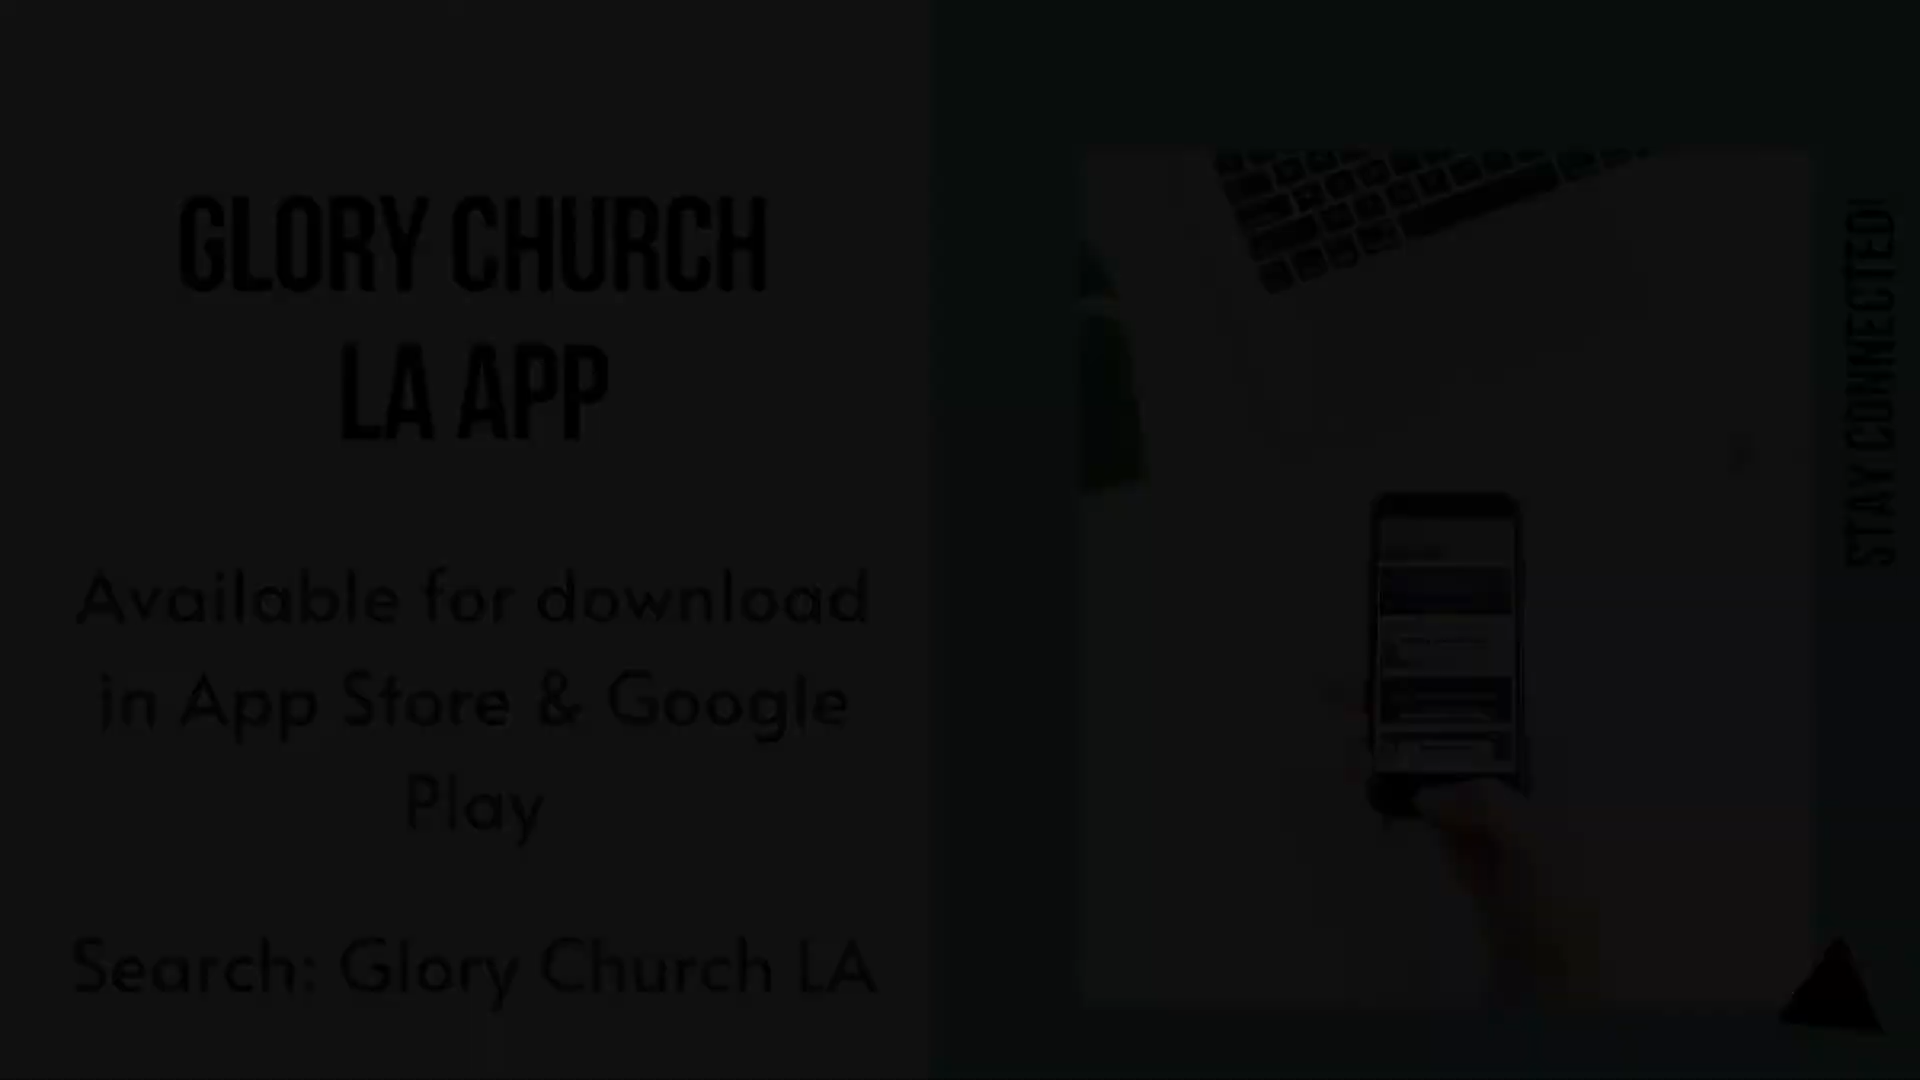 GLORY CHURCH
LA APP
Available for download
in App Store & Google
Play
Search: Glory Church LA
STAY CONNECTED!